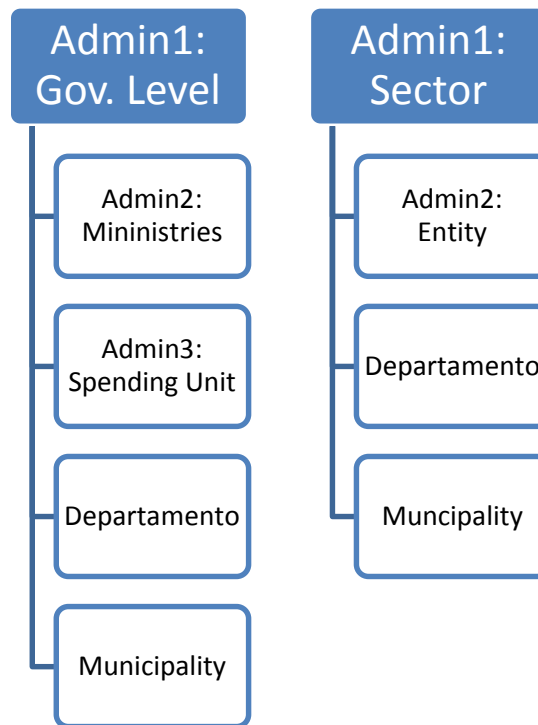 Admin1:
Gov. Level
Admin2:
Mininistries
Admin3:
Spending Unit
Departamento
Municipality
Admin1:
Sector
Admin2:
Entity
Departamento
Muncipality